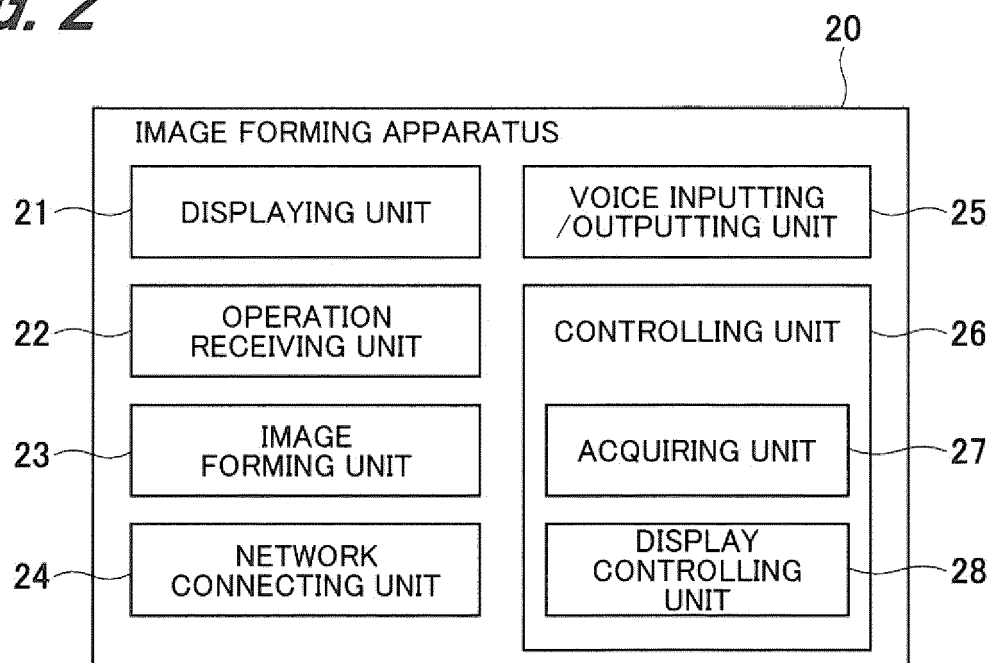 G. 2
20
IMAGE FORMING APPARATUS
21
DISPLAYING UNIT
VOICE INPUTTING
/OUTPUTTING UNIT
25
22
OPERATION
RECEIVING UNIT
CONTROLLING UNIT
26
23
IMAGE
FORMING UNIT
ACQUIRING UNIT
27
24
NETWORK
CONNECTING UNIT
DISPLAY
CONTROLLING
UNIT
28